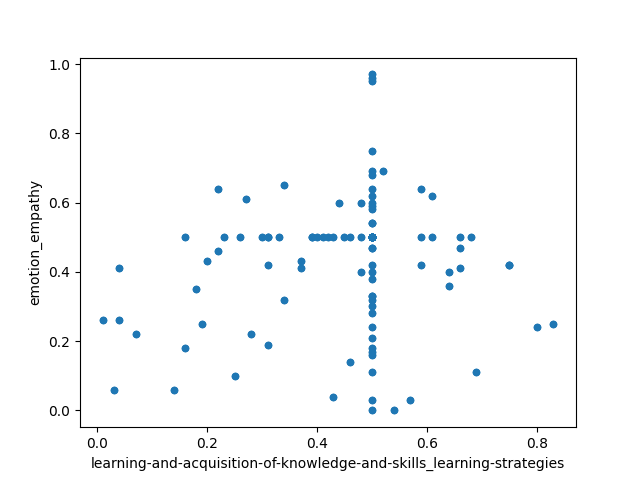 1.0
0.8
0.6
0.4
0.2
0.0
emotion_empathy
0.0 0.2 0.4 0.6 0.8
learning-and-acquisition-of-knowledge-and-skills_learning-strategies